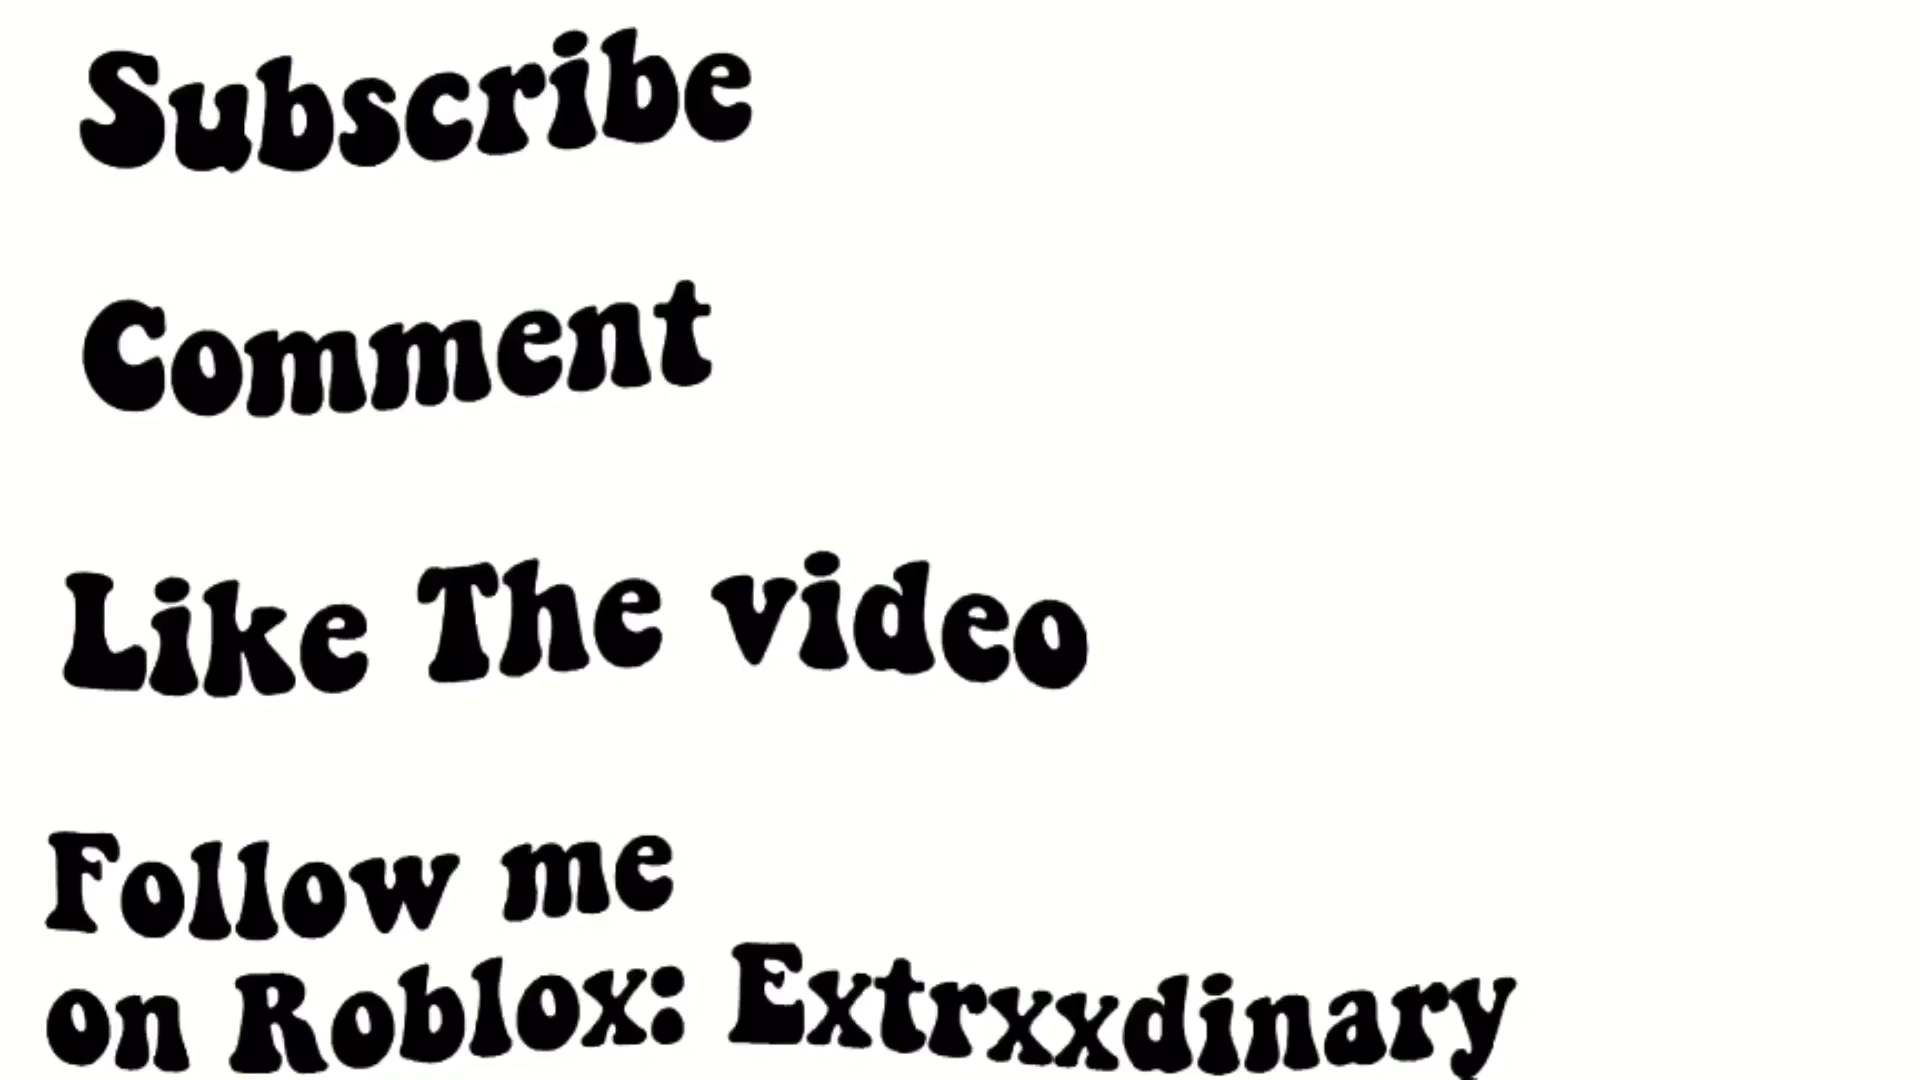 Subscribe
Comment
Like The video
Follow me
on Roblox: Extrxxdinary